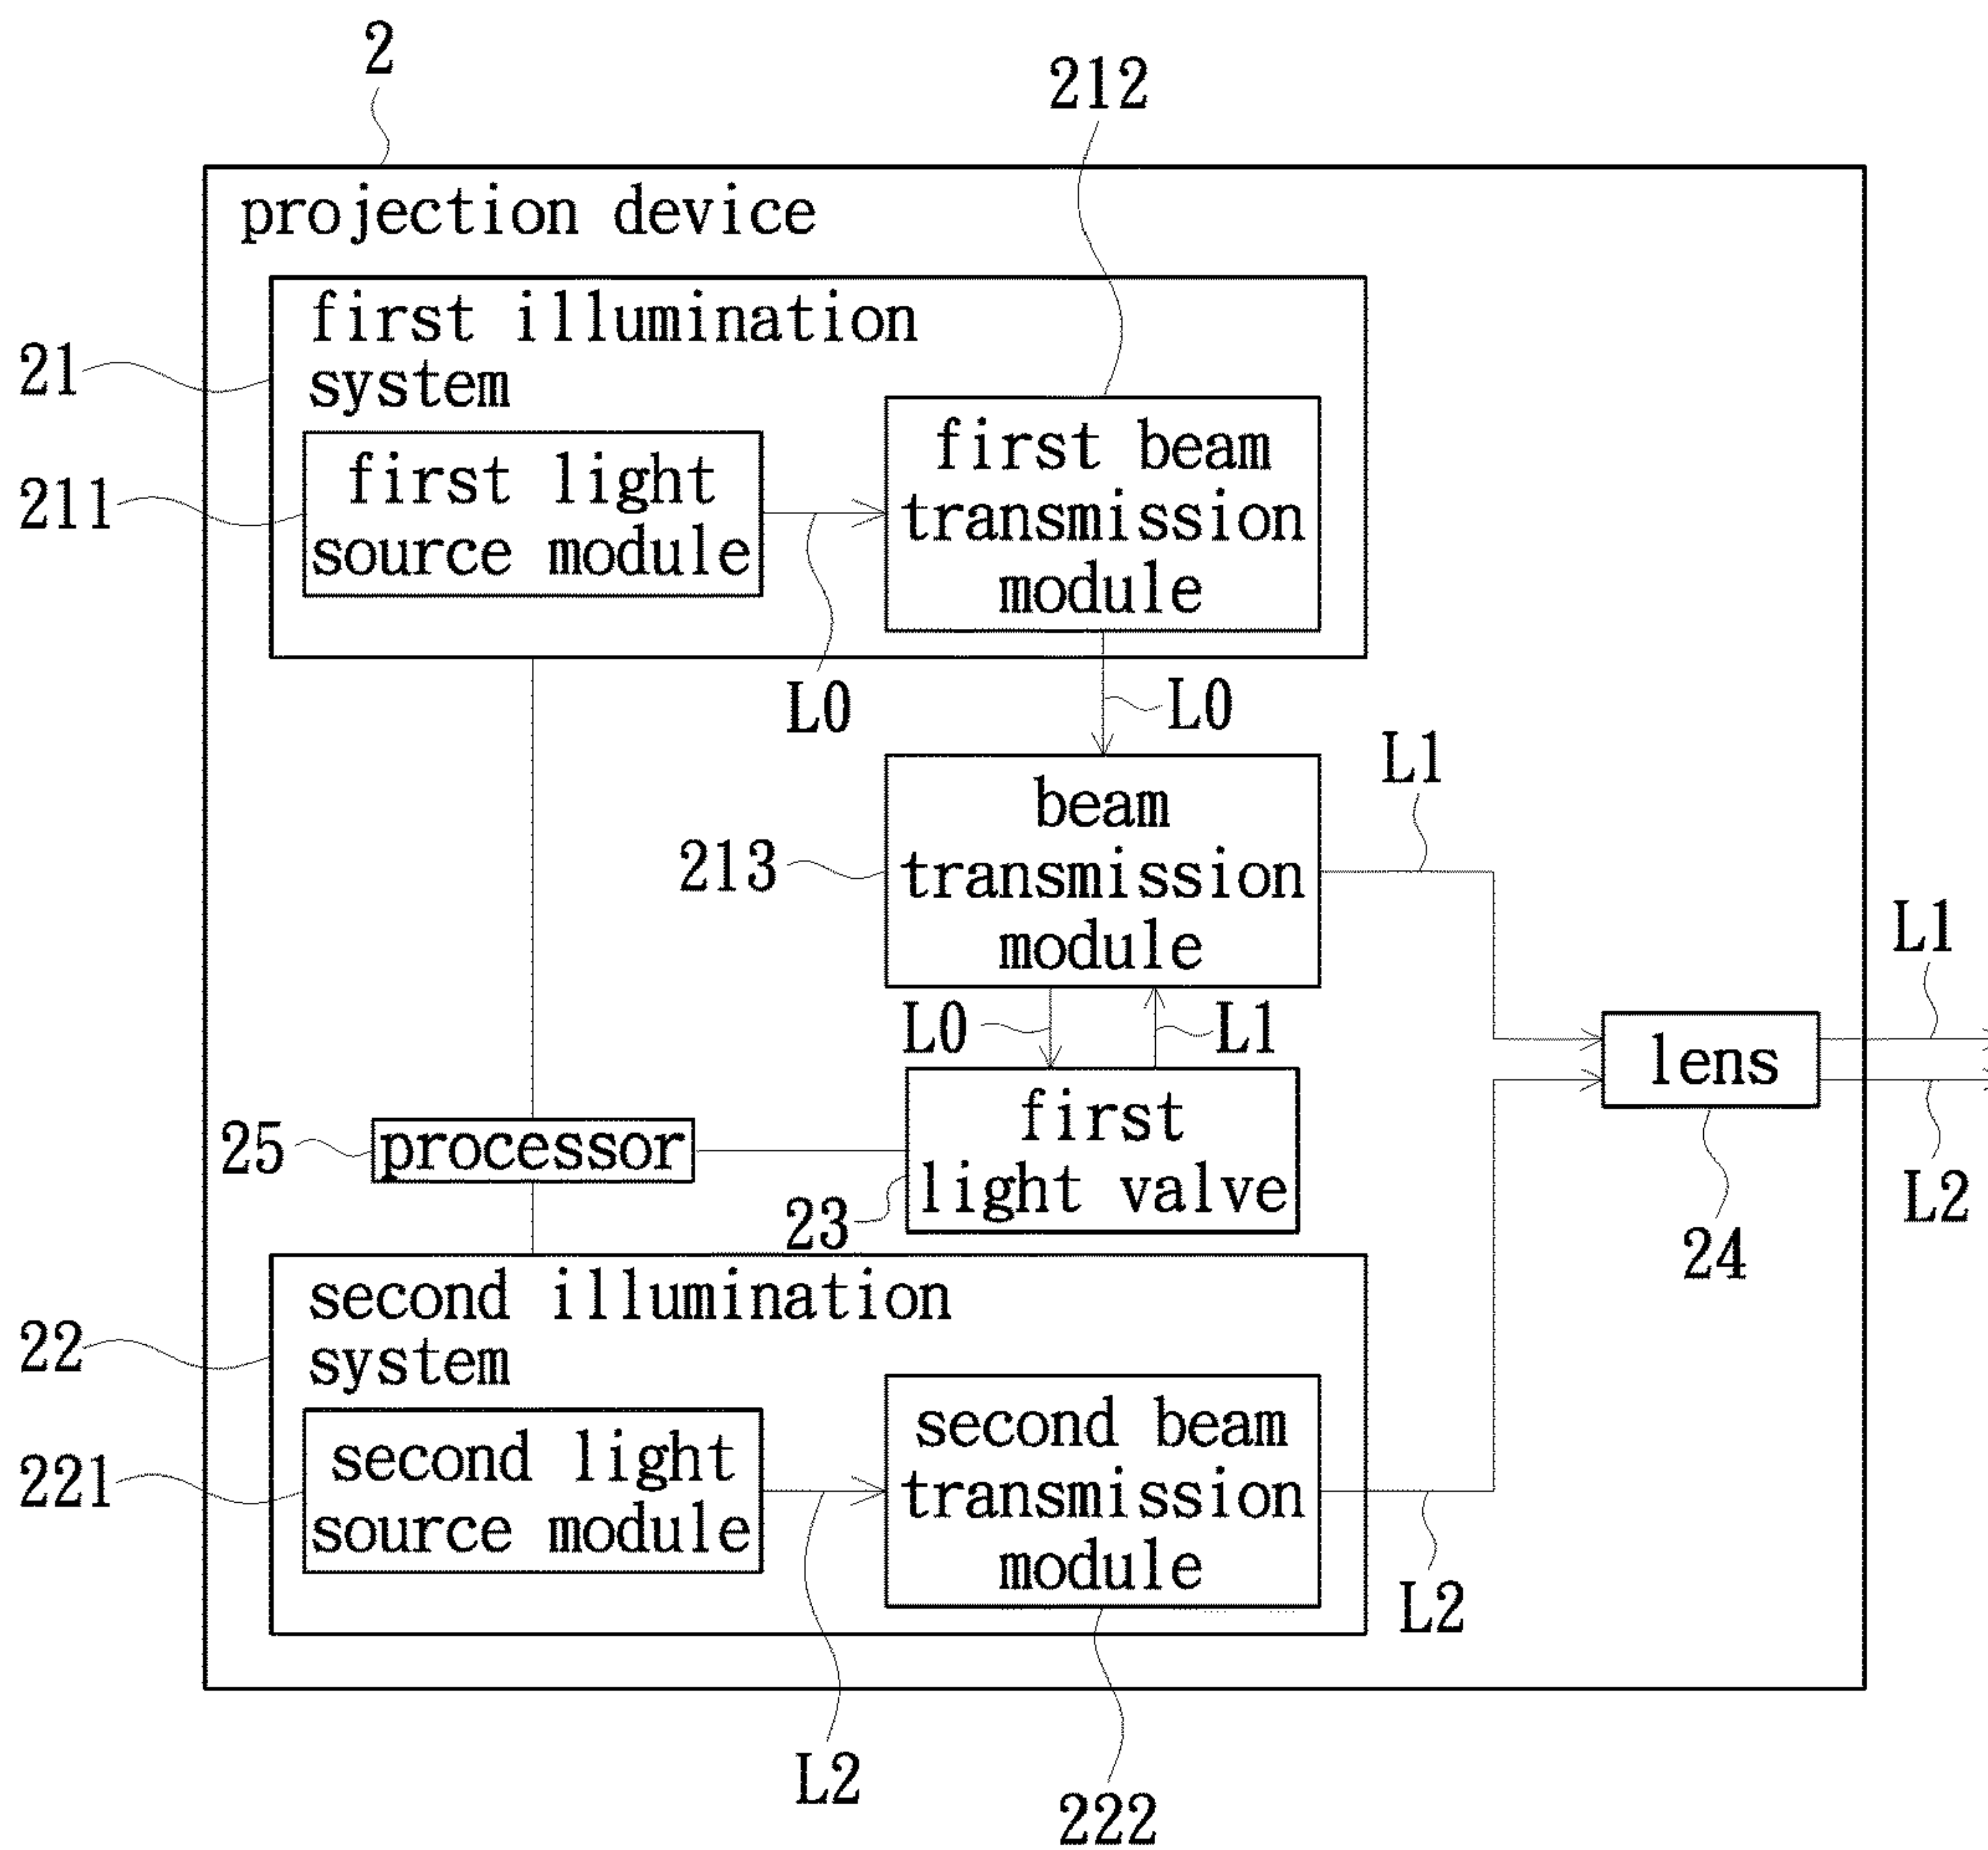 2
212
projection device
first illumination
system
21
first beam
transmission
module
first light
source module
211
L0
L0
beam
transmission
module
213
L1
L1
L0
L1
lens
first
light valve
processor
25
23
L2
24
second illumination
system
22
second beam
transmission
module
second light
source module
221
L2
L2
222